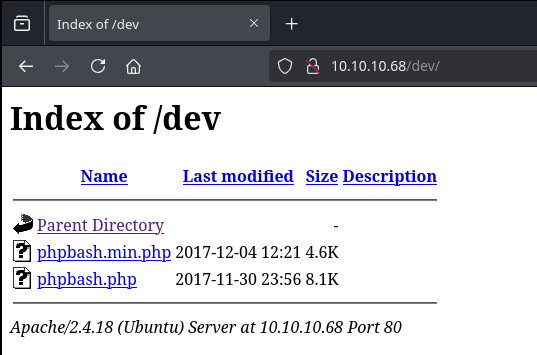 Index of /dev
10.10.10.68/dev/
Index of /dev
Name Last modified Size Description
Parent Directory -
phpbash.min.php 2017-12-04 12:21 4.6K
phpbash.php 2017-11-30 23:56 8.1K
Apache/2.4.18 (Ubuntu) Server at 10.10.10.68 Port 80